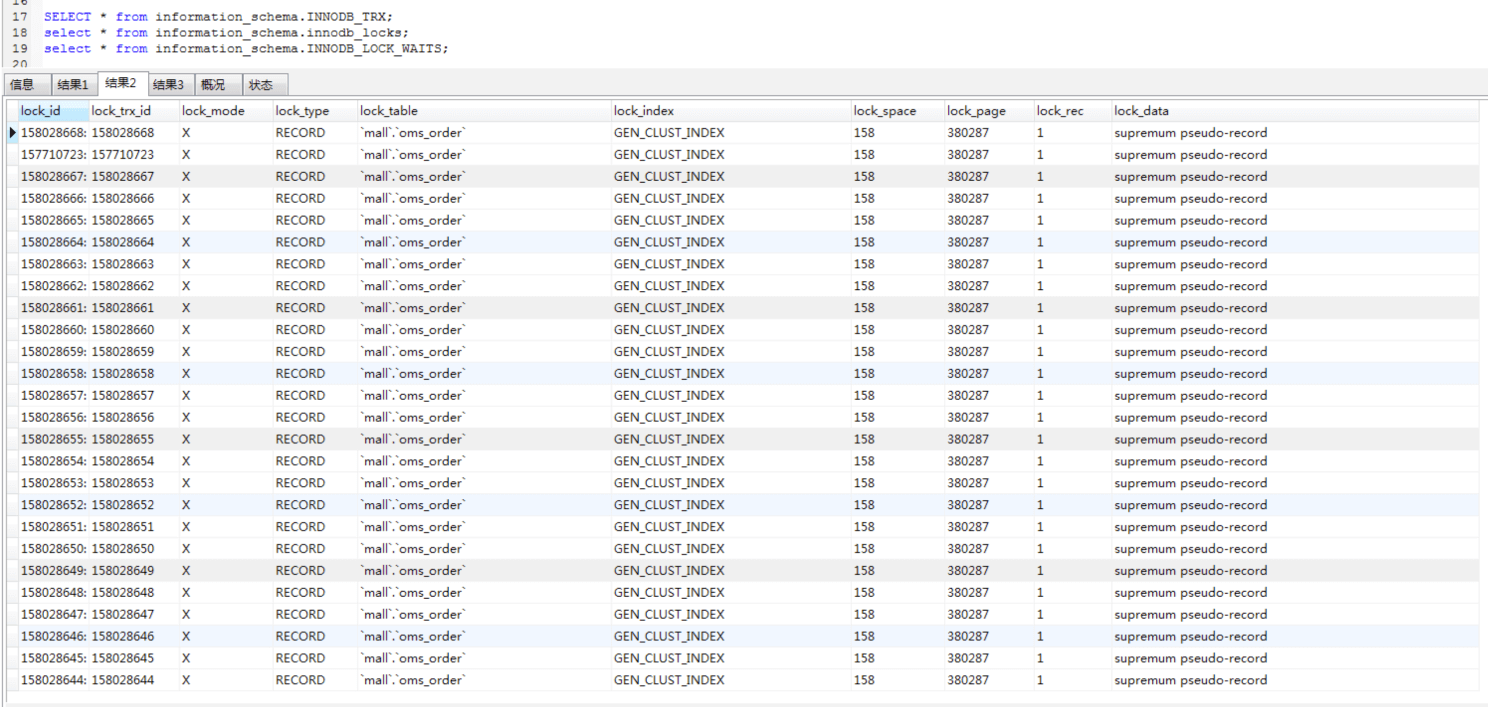 16
17 SELECT * from information_schema.INNODB_TRX;
18 select * from information_schema.innodb_locks;
19 select * from information_schema.INNODB_LOCK_WAITS;
20
信息 结果1 结果2 结果3 概况 状态
lock_id lock_trx_id lock_mode lock_type lock_table lock_index lock_space lock_page lock_rec lock_data
158028668: 158028668 X RECORD `mall`.`oms_order` GEN_CLUST_INDEX 158 380287 1 supremum pseudo-record
157710723: 157710723 X RECORD `mall`.`oms_order` GEN_CLUST_INDEX 158 380287 1 supremum pseudo-record
158028667: 158028667 X RECORD `mall`.`oms_order` GEN_CLUST_INDEX 158 380287 1 supremum pseudo-record
158028666: 158028666 X RECORD `mall`.`oms_order` GEN_CLUST_INDEX 158 380287 1 supremum pseudo-record
158028665: 158028665 X RECORD `mall`.`oms_order` GEN_CLUST_INDEX 158 380287 1 supremum pseudo-record
158028664: 158028664 X RECORD `mall`.`oms_order` GEN_CLUST_INDEX 158 380287 1 supremum pseudo-record
158028663: 158028663 X RECORD `mall`.`oms_order` GEN_CLUST_INDEX 158 380287 1 supremum pseudo-record
158028662: 158028662 X RECORD `mall`.`oms_order` GEN_CLUST_INDEX 158 380287 1 supremum pseudo-record
158028661: 158028661 X RECORD `mall`.`oms_order` GEN_CLUST_INDEX 158 380287 1 supremum pseudo-record
158028660: 158028660 X RECORD `mall`.`oms_order` GEN_CLUST_INDEX 158 380287 1 supremum pseudo-record
158028659: 158028659 X RECORD `mall`.`oms_order` GEN_CLUST_INDEX 158 380287 1 supremum pseudo-record
158028658: 158028658 X RECORD `mall`.`oms_order` GEN_CLUST_INDEX 158 380287 1 supremum pseudo-record
158028657: 158028657 X RECORD `mall`.`oms_order` GEN_CLUST_INDEX 158 380287 1 supremum pseudo-record
158028656: 158028656 X RECORD `mall`.`oms_order` GEN_CLUST_INDEX 158 380287 1 supremum pseudo-record
158028655: 158028655 X RECORD `mall`.`oms_order` GEN_CLUST_INDEX 158 380287 1 supremum pseudo-record
158028654: 158028654 X RECORD `mall`.`oms_order` GEN_CLUST_INDEX 158 380287 1 supremum pseudo-record
158028653: 158028653 X RECORD `mall`.`oms_order` GEN_CLUST_INDEX 158 380287 1 supremum pseudo-record
158028652: 158028652 X RECORD `mall`.`oms_order` GEN_CLUST_INDEX 158 380287 1 supremum pseudo-record
158028651: 158028651 X RECORD `mall`.`oms_order` GEN_CLUST_INDEX 158 380287 1 supremum pseudo-record
158028650: 158028650 X RECORD `mall`.`oms_order` GEN_CLUST_INDEX 158 380287 1 supremum pseudo-record
158028649: 158028649 X RECORD `mall`.`oms_order` GEN_CLUST_INDEX 158 380287 1 supremum pseudo-record
158028648: 158028648 X RECORD `mall`.`oms_order` GEN_CLUST_INDEX 158 380287 1 supremum pseudo-record
158028647: 158028647 X RECORD `mall`.`oms_order` GEN_CLUST_INDEX 158 380287 1 supremum pseudo-record
158028646: 158028646 X RECORD `mall`.`oms_order` GEN_CLUST_INDEX 158 380287 1 supremum pseudo-record
158028645: 158028645 X RECORD `mall`.`oms_order` GEN_CLUST_INDEX 158 380287 1 supremum pseudo-record
158028644: 158028644 X RECORD `mall`.`oms_order` GEN_CLUST_INDEX 158 380287 1 supremum pseudo-record